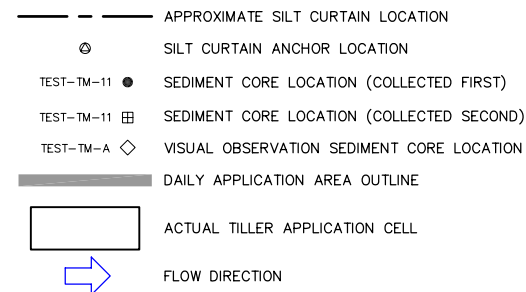 APPROXIMATE SILT CURTAIN LOCATION
SILT CURTAIN ANCHOR LOCATION
TEST-TM-11 SEDIMENT CORE LOCATION (COLLECTED FIRST)
TEST-TM-11 SEDIMENT CORE LOCATION (COLLECTED SECOND)
TEST-TM-A VISUAL OBSERVATION SEDIMENT CORE LOCATION
DAILY APPLICATION AREA OUTLINE
ACTUAL TILLER APPLICATION CELL
FLOW DIRECTION